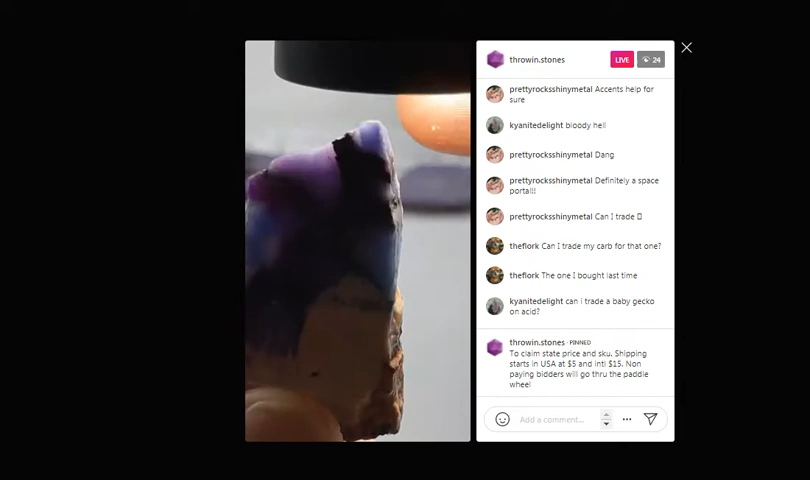 throwin.stones
LIVE
24
prettyrocksshinymetal Accents help for
sure
kyanitedelight bloody hell
prettyrocksshinymetal Dang
prettyrocksshinymetal Definitely a space
portal!!
prettyrocksshinymetal Can I trade
theflork Can I trade my carb for that one?
theflork The one I bought last time
kyanitedelight can i trade a baby gecko
on acid?
throwin.stones · PINNED
To claim state price and sku. Shipping
starts in USA at $5 and intl $15. Non
paying bidders will go thru the paddle
wheel
Add a comment...